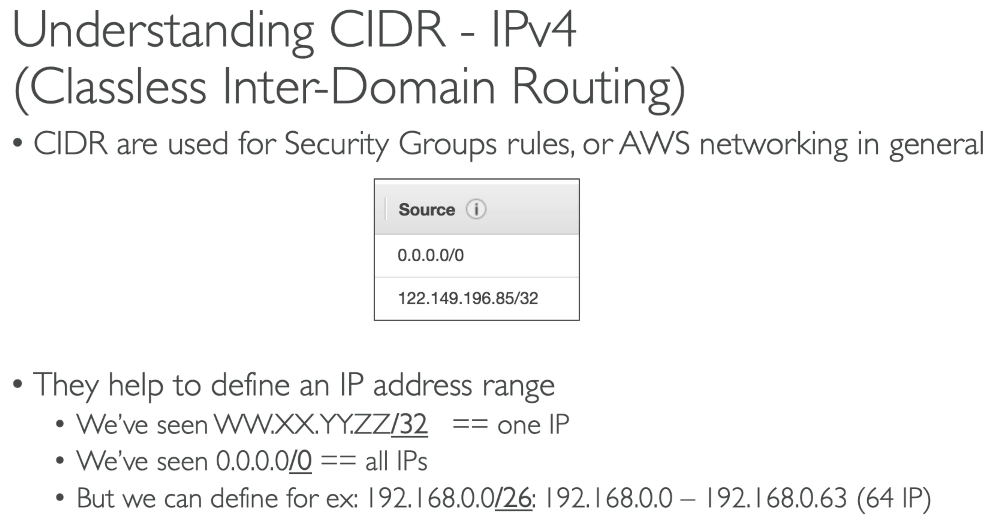 Understanding CIDR - IPv4
(Classless Inter-Domain Routing)
• CIDR are used for Security Groups rules, or AWS networking in general
Source
0.0.0.0/0
122.149.196.85/32
• They help to define an IP address range
• We've seen WW.XX.YY.ZZ/32 == one IP
• We've seen 0.0.0.0/0 == all IPs
• But we can define for ex: 192.168.0.0/26: 192.168.0.0 – 192.168.0.63 (64 IP)